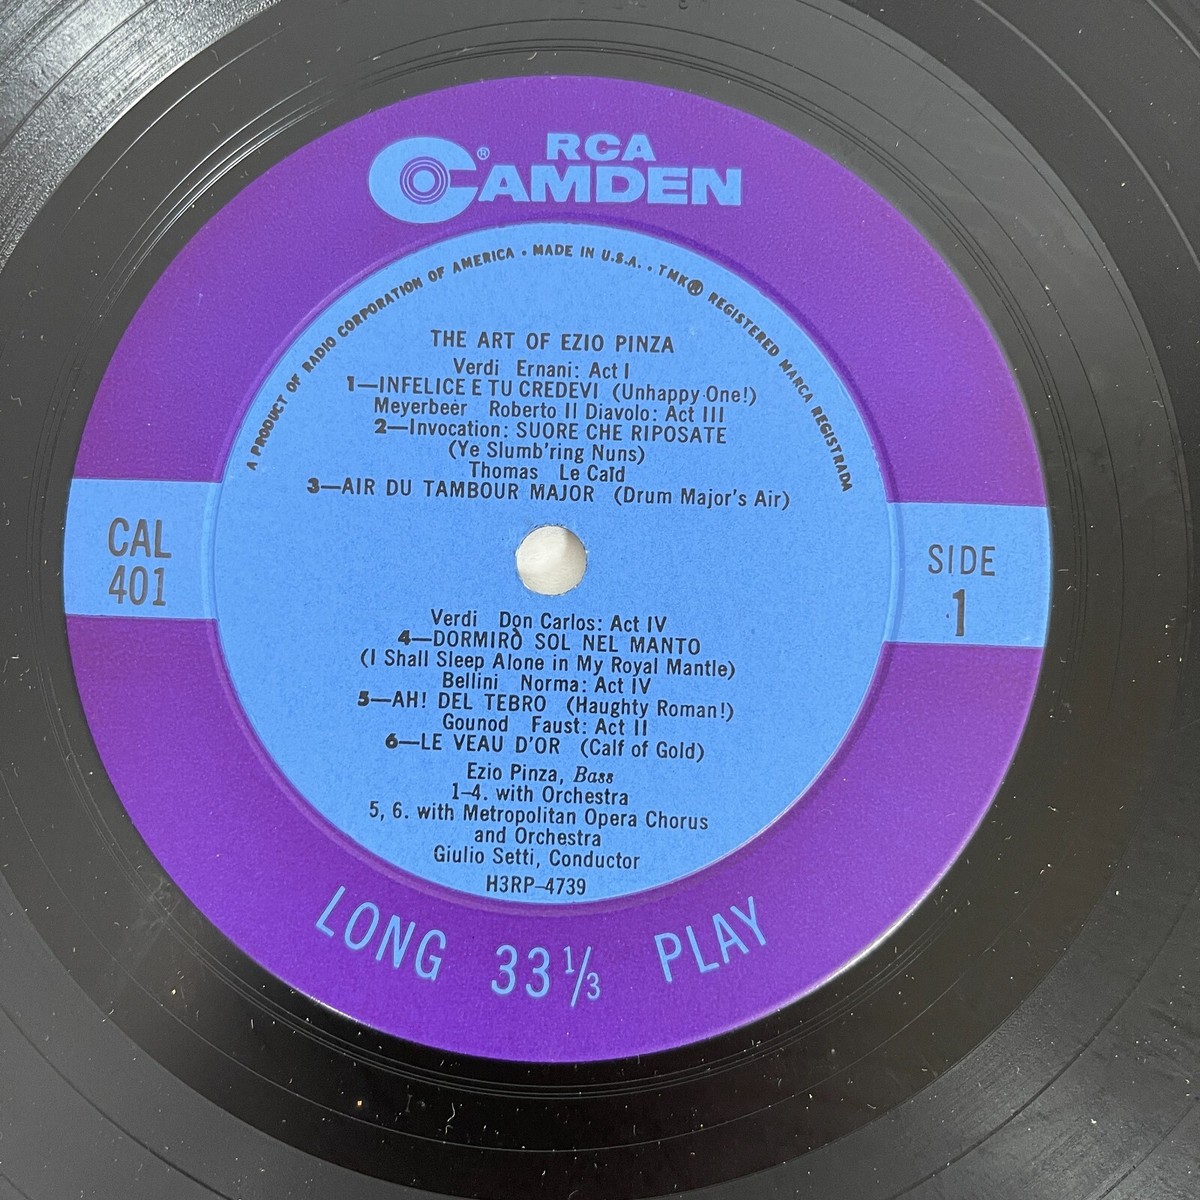 RCA
CAMDEN®
A PRODUCT OF RADIO CORPORATION OF AMERICA • MADE IN U.S.A. • TMK® REGISTERED MARCA REGISTRADA
THE ART OF EZIO PINZA
Verdi Ernani: Act I
1—INFELICE E TU CREDEVI (Unhappy One!)
Meyerbeer Roberto Il Diavolo: Act III
2—Invocation: SUORE CHE RIPOSATE
(Ye Slumb'ring Nuns)
Thomas Le Caïd
3—AIR DU TAMBOUR MAJOR (Drum Major's Air)
CAL
401
SIDE
1
Verdi Don Carlos: Act IV
4—DORMIRÒ SOL NEL MANTO
(I Shall Sleep Alone in My Royal Mantle)
Bellini Norma: Act IV
5—AH! DEL TEBRO (Haughty Roman!)
Gounod Faust: Act II
6—LE VEAU D'OR (Calf of Gold)
Ezio Pinza, Bass
1–4. with Orchestra
5, 6. with Metropolitan Opera Chorus
and Orchestra
Giulio Setti, Conductor
H3RP–4739
LONG 33 1/3 PLAY